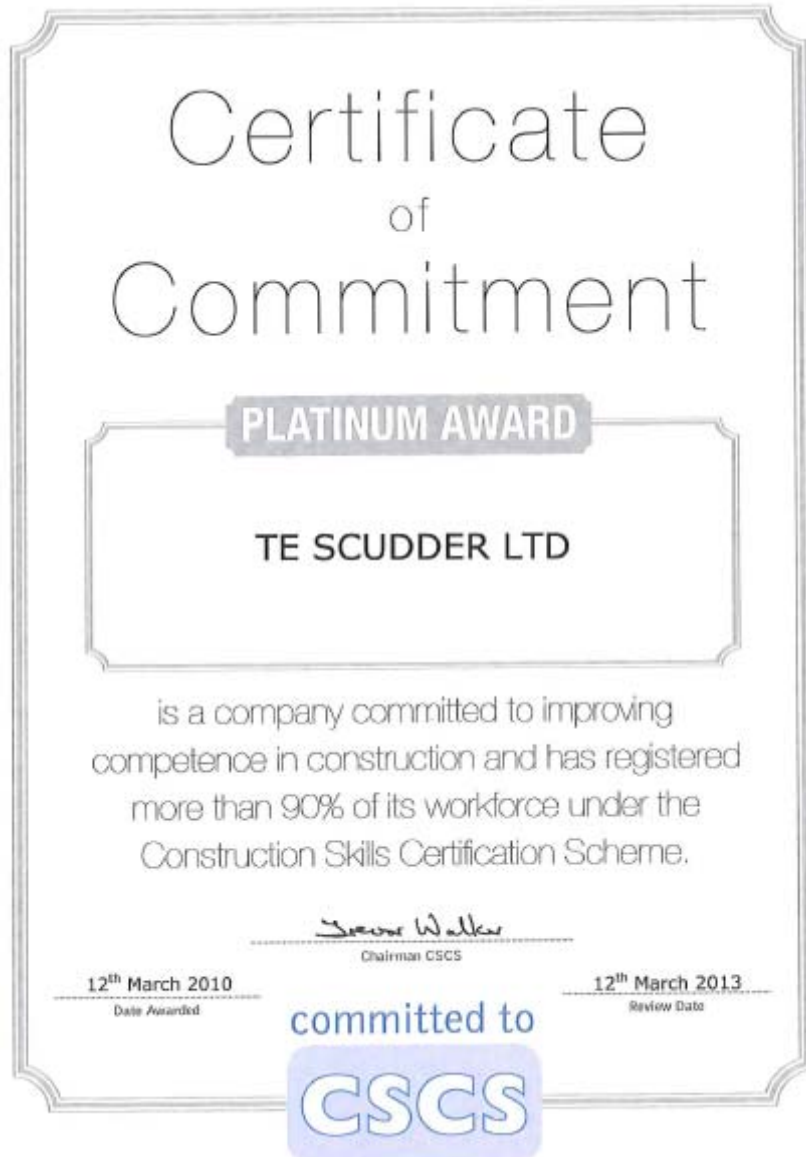 Certificate
of
Commitment
PLATINUM AWARD
TE SCUDDER LTD
is a company committed to improving
competence in construction and has registered
more than 90% of its workforce under the
Construction Skills Certification Scheme.
Trevor Walker
Chairman CSCS
12th March 2010
Date Awarded
12th March 2013
Review Date
committed to
CSCS